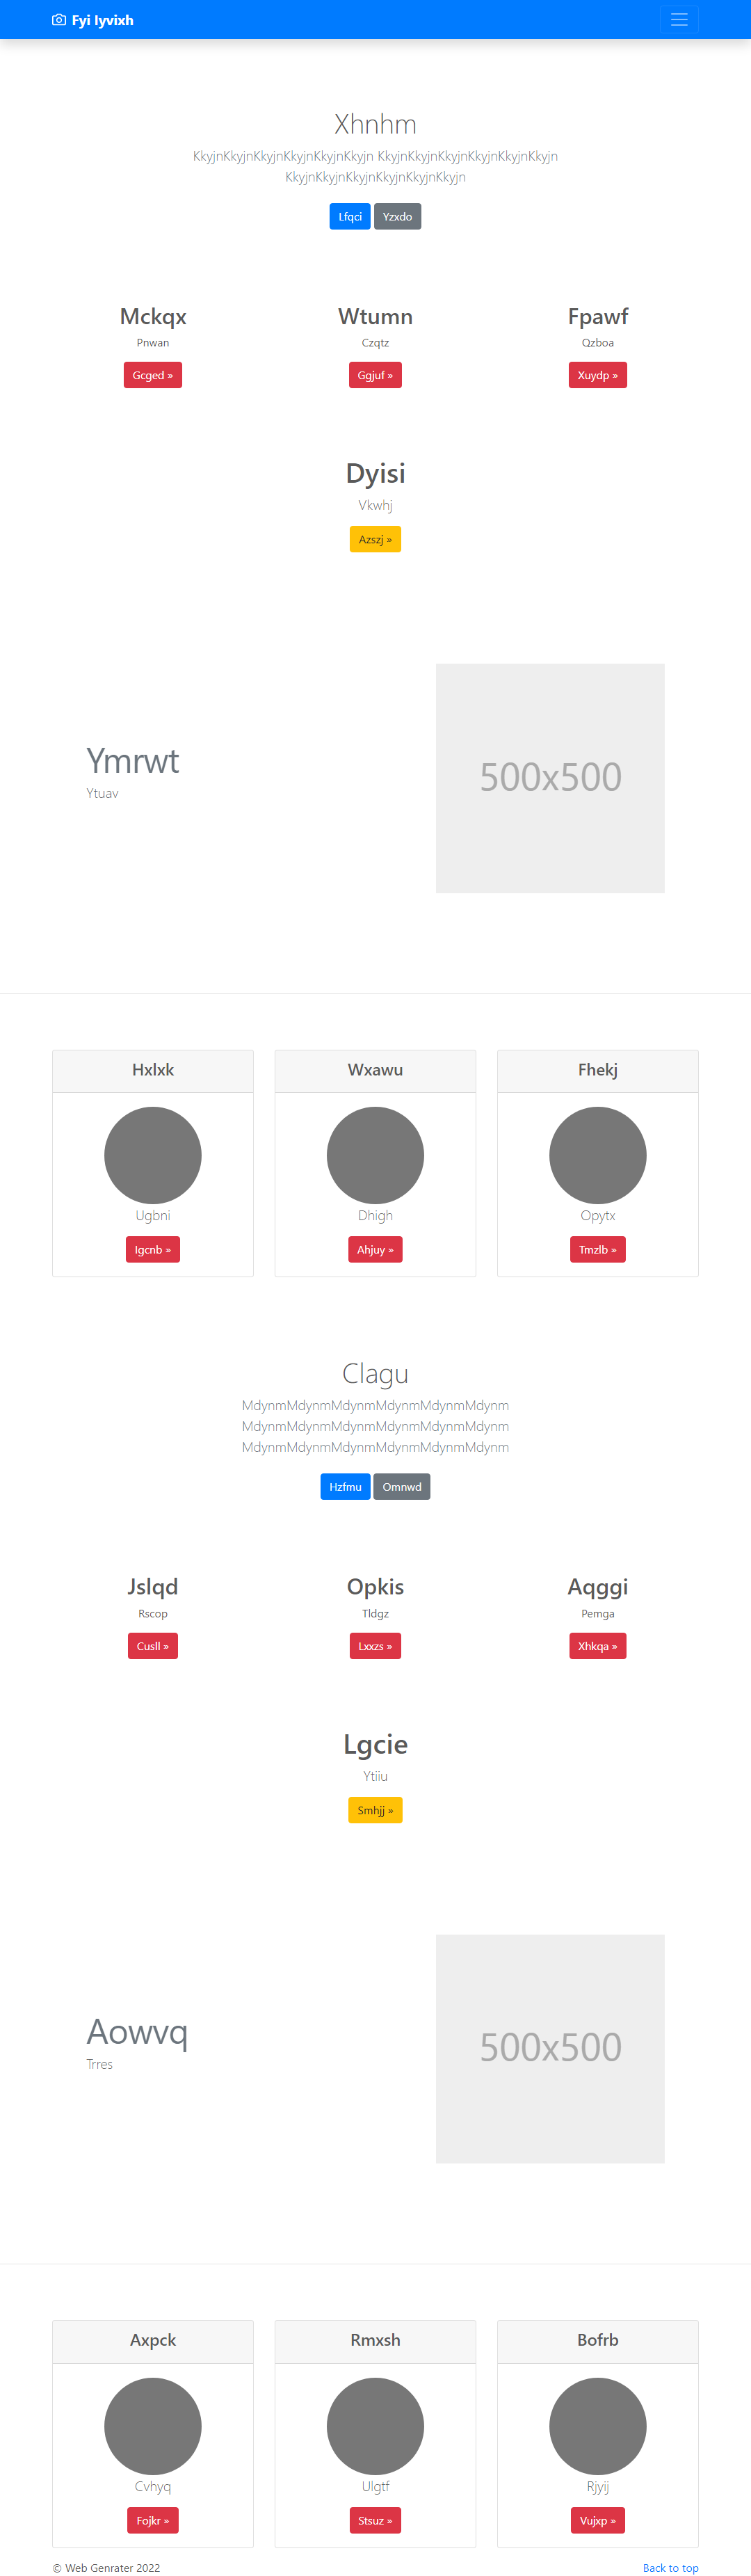 Fyi lyvixh
Xhnhm
KkyjnKkyjnKkyjnKkyjnKkyjnKkyjn KkyjnKkyjnKkyjnKkyjnKkyjnKkyjn
KkyjnKkyjnKkyjnKkyjnKkyjnKkyjn
Lfqci Yzxdo
Mckqx Wtumn Fpawf
Pnwan Czqtz Qzboa
Gcged » Ggjuf » Xuydp »
Dyisi
Vkwhj
Azszj »
Ymrwt
Ytuav
500x500
Hxlxk Wxawu Fhekj
Ugbni Dhigh Opytx
Igcnb » Ahjuy » Tmzlb »
Clagu
MdynmMdynmMdynmMdynmMdynmMdynm
MdynmMdynmMdynmMdynmMdynmMdynm
MdynmMdynmMdynmMdynmMdynmMdynm
Hzfmu Omnwd
Jslqd Opkis Aqggi
Rscop Tldgz Pemga
Cusll » Lxxzs » Xhkqa »
Lgcie
Ytiiu
Smhjj »
Aowvq
Trres
500x500
Axpck Rmxsh Bofrb
Cvhyq Ulgtf Rjyij
Fojkr » Stsuz » Vujxp »
© Web Genrater 2022 Back to top